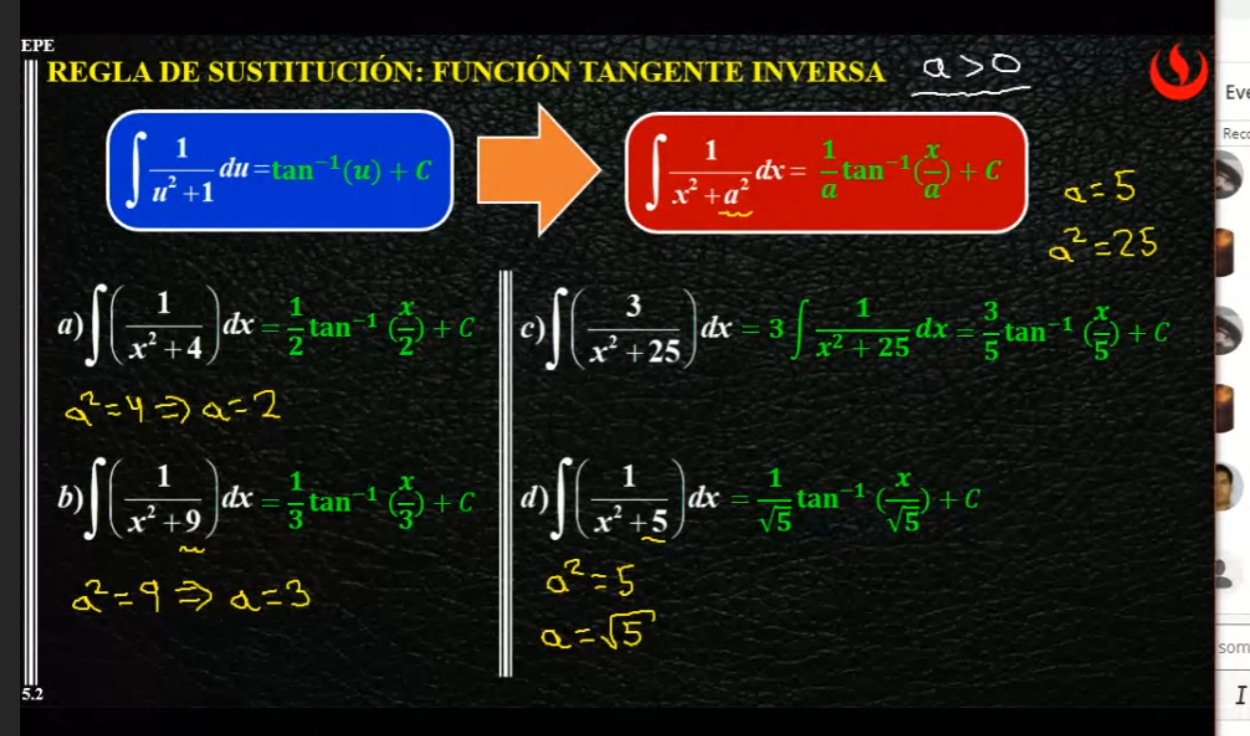 EPE
REGLA DE SUSTITUCIÓN: FUNCIÓN TANGENTE INVERSA a > 0
∫ 1/(u² + 1) du = tan⁻¹(u) + C
∫ 1/(x² + a²) dx = 1/a tan⁻¹(x/a) + C
a = 5
a² = 25
a) ∫ (1/(x² + 4)) dx = 1/2 tan⁻¹ (x/2) + C
a² = 4 ⇒ a = 2
b) ∫ (1/(x² + 9)) dx = 1/3 tan⁻¹ (x/3) + C
a² = 9 ⇒ a = 3
c) ∫ (3/(x² + 25)) dx = 3 ∫ 1/(x² + 25) dx = 3/5 tan⁻¹ (x/5) + C
d) ∫ (1/(x² + 5)) dx = 1/√5 tan⁻¹ (x/√5) + C
a² = 5
a = √5
5.2
Eve
Reco
som
I